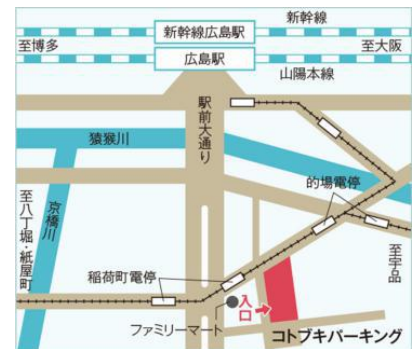 新幹線
新幹線広島駅
至博多
至大阪
広島駅
山陽本線
駅前大通り
猿猴川
的場電停
至八丁堀・紙屋町
京橋川
至宇品
稲荷町電停
入口
ファミリーマート
コトブキパーキング